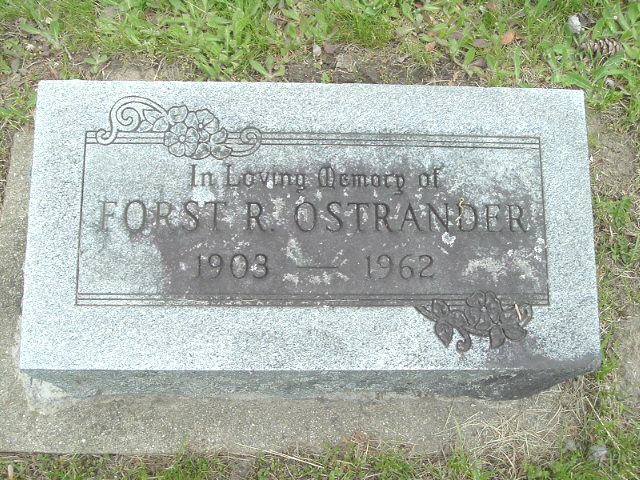 In Loving Memory of
FORST R. OSTRANDER
1903 — 1962